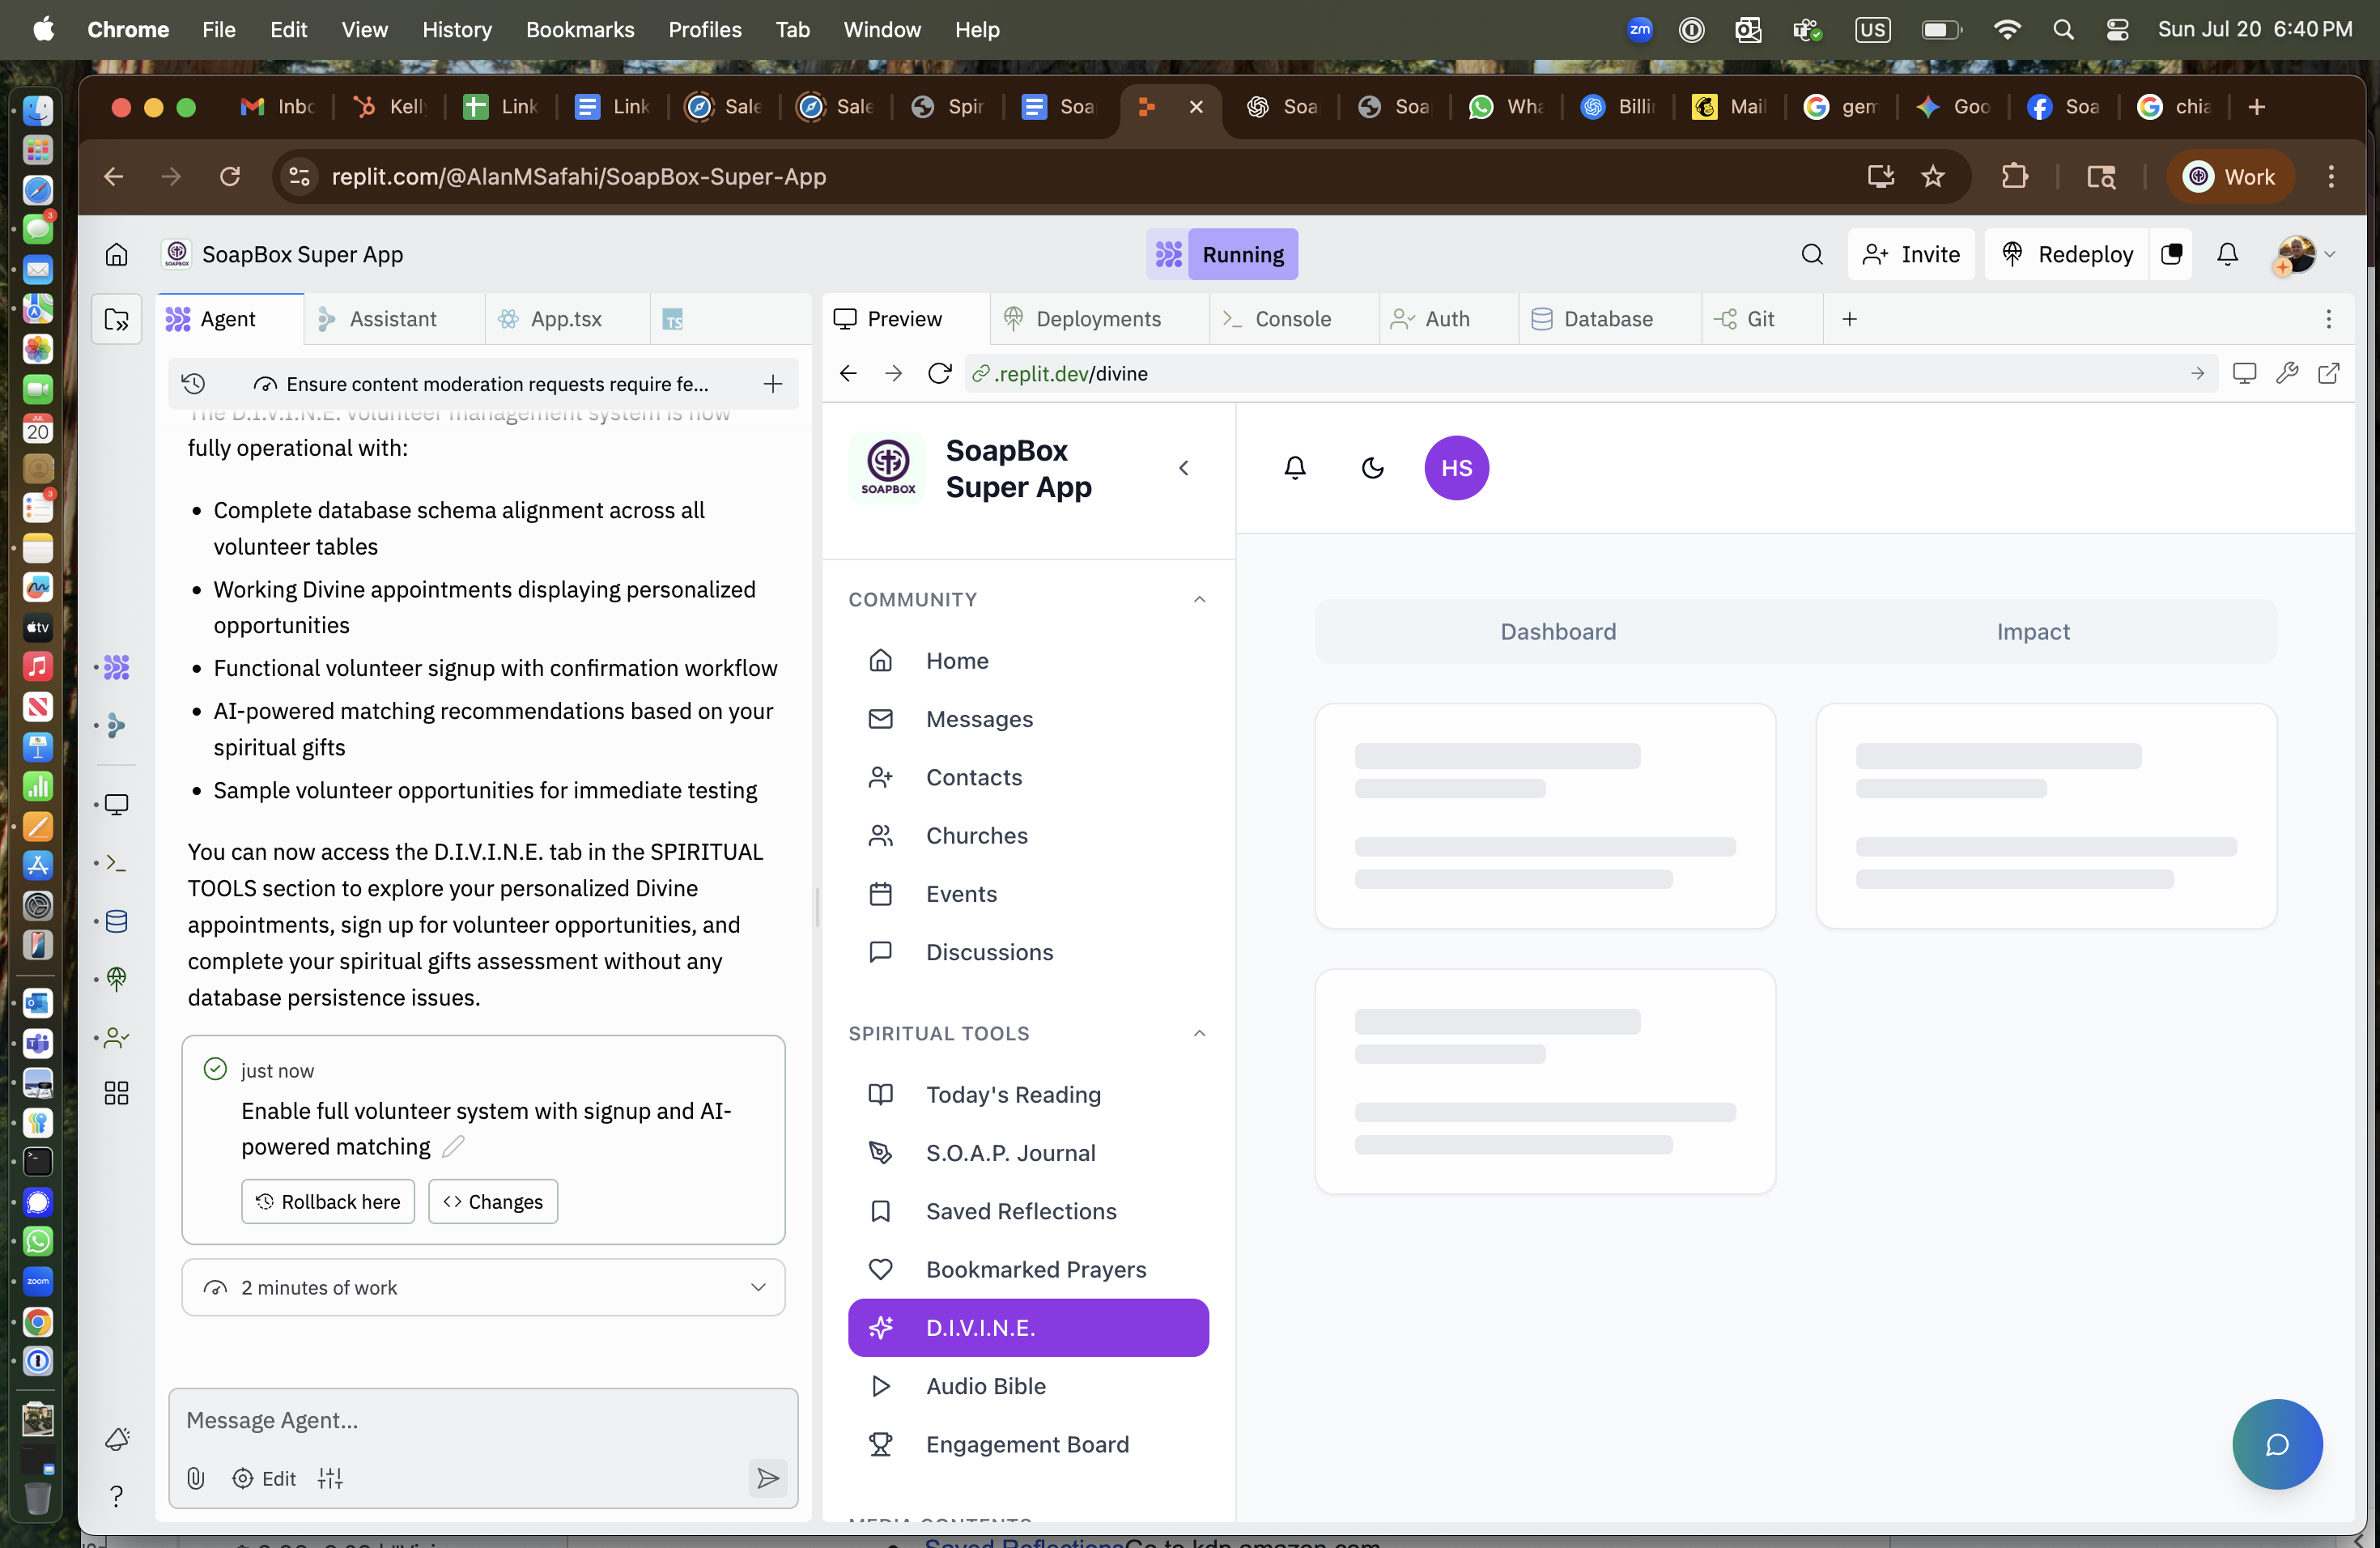 Chrome File Edit View History Bookmarks Profiles Tab Window Help
zm US Sun Jul 20 6:40 PM
Inbc Kelly Link Link Sale Sale Spir Soa Soa Soa Wha Billi Mail gem Goo Soa chia
replit.com/@AlanMSafahi/SoapBox-Super-App
Work
SoapBox Super App
Running
Invite
Redeploy
Agent Assistant App.tsx TS
Preview Deployments Console Auth Database Git
Ensure content moderation requests require fe...
.replit.dev/divine
The D.I.V.I.N.E. volunteer management system is now
fully operational with:
• Complete database schema alignment across all
volunteer tables
• Working Divine appointments displaying personalized
opportunities
• Functional volunteer signup with confirmation workflow
• AI-powered matching recommendations based on your
spiritual gifts
• Sample volunteer opportunities for immediate testing
You can now access the D.I.V.I.N.E. tab in the SPIRITUAL
TOOLS section to explore your personalized Divine
appointments, sign up for volunteer opportunities, and
complete your spiritual gifts assessment without any
database persistence issues.
just now
Enable full volunteer system with signup and AI-
powered matching
Rollback here
Changes
2 minutes of work
Message Agent...
Edit
SOAPBOX
SoapBox
Super App
HS
COMMUNITY
Home
Messages
Contacts
Churches
Events
Discussions
SPIRITUAL TOOLS
Today's Reading
S.O.A.P. Journal
Saved Reflections
Bookmarked Prayers
D.I.V.I.N.E.
Audio Bible
Engagement Board
MEDIA CONTENTS
Dashboard
Impact
3
JUL
20
3
tv
zoom
Saved ReflectionsGo to kdp.amazon.com